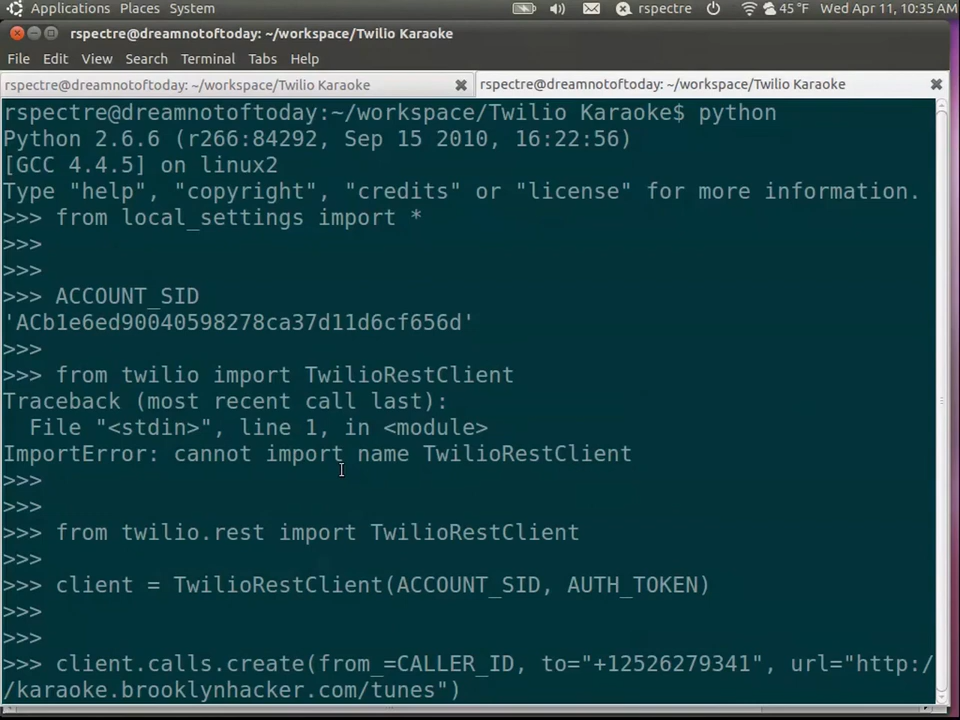 Applications Places System rspectre 45 °F Wed Apr 11, 10:35 AM
rspectre@dreamnotoftoday: ~/workspace/Twilio Karaoke
File Edit View Search Terminal Tabs Help
rspectre@dreamnotoftoday: ~/workspace/Twilio Karaoke rspectre@dreamnotoftoday: ~/workspace/Twilio Karaoke
rspectre@dreamnotoftoday:~/workspace/Twilio Karaoke$ python
Python 2.6.6 (r266:84292, Sep 15 2010, 16:22:56)
[GCC 4.4.5] on linux2
Type "help", "copyright", "credits" or "license" for more information.
>>> from local_settings import *
>>>
>>>
>>> ACCOUNT_SID
'ACb1e6ed90040598278ca37d11d6cf656d'
>>>
>>> from twilio import TwilioRestClient
Traceback (most recent call last):
  File "<stdin>", line 1, in <module>
ImportError: cannot import name TwilioRestClient
>>>
>>>
>>> from twilio.rest import TwilioRestClient
>>>
>>> client = TwilioRestClient(ACCOUNT_SID, AUTH_TOKEN)
>>>
>>>
>>> client.calls.create(from_=CALLER_ID, to="+12526279341", url="http:/
/karaoke.brooklynhacker.com/tunes")